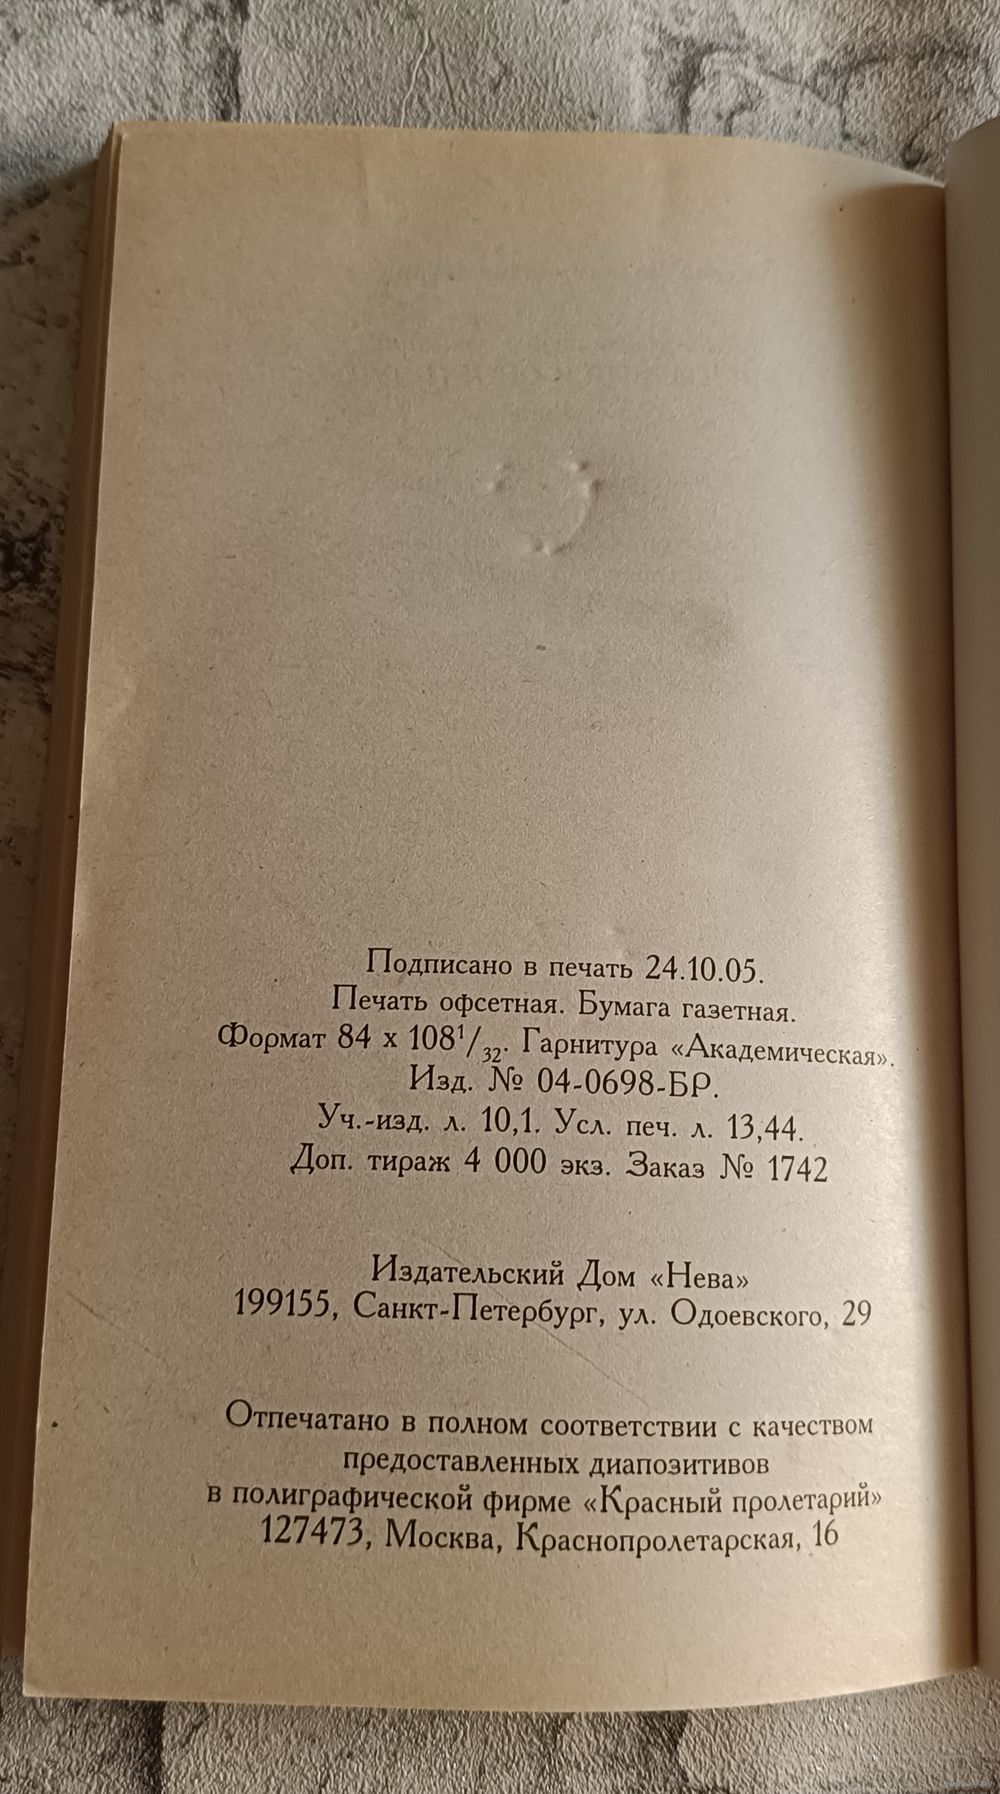 Подписано в печать 24.10.05.
Печать офсетная. Бумага газетная.
Формат 84 х 108¹/₃₂. Гарнитура «Академическая».
Изд. № 04-0698-БР.
Уч.-изд. л. 10,1. Усл. печ. л. 13,44.
Доп. тираж 4 000 экз. Заказ № 1742
Издательский Дом «Нева»
199155, Санкт-Петербург, ул. Одоевского, 29
Отпечатано в полном соответствии с качеством
предоставленных диапозитивов
в полиграфической фирме «Красный пролетарий»
127473, Москва, Краснопролетарская, 16